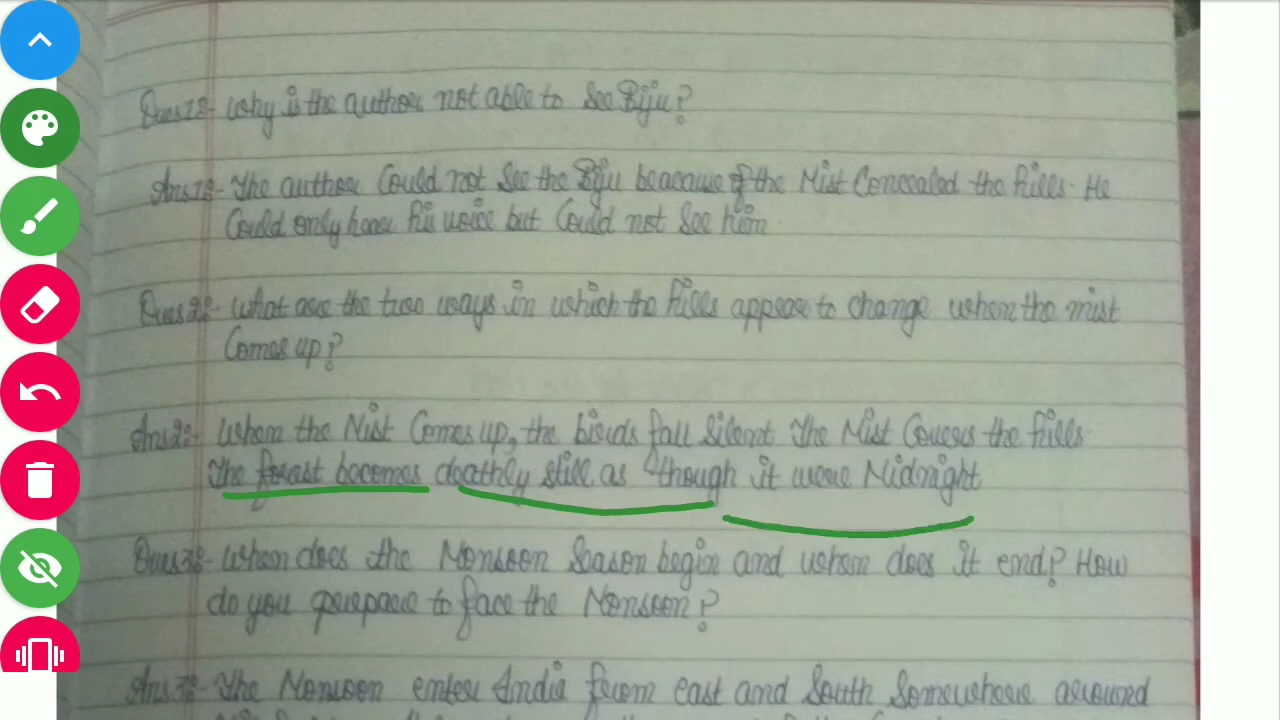 Ques1:- Why is the author not able to see Biju?
Ans1:- The author Could not See the Biju beacause of the Mist Concealed the hills. He
Could only hear his voice but Could not See him
Ques2:- What are the two ways in which the hills appear to change when the mist
Comes up?
Ans2:- When the Mist Comes up, the birds fall Silent The Mist Covers the hills.
The forest becomes deathly still as though it were Midnight
Ques3:- When does the Monsoon Season begin and when does it end? How
do you prepare to face the Monsoon?
Ans3:- The Monsoon enter India from east and South Somewhere around